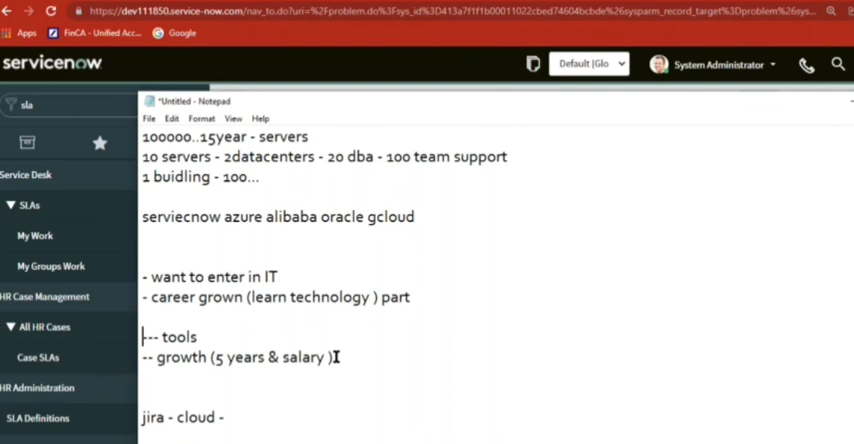 https://dev111850.service-now.com/nav_to.do?uri=%2Fproblem.do%3Fsys_id%3D413a7f1f1b00011022cbed74604bcbde%26sysparm_record_target%3Dproblem%26sys...
Apps FinCA - Unified Acc... Google
servicenow Default |Glo System Administrator
sla
*Untitled - Notepad
File Edit Format View Help
100000..15year - servers
10 servers - 2datacenters - 20 dba - 100 team support
1 buidling - 100...
serviecnow azure alibaba oracle gcloud
- want to enter in IT
- career grown (learn technology ) part
--- tools
-- growth (5 years & salary )
jira - cloud -
Service Desk
SLAs
My Work
My Groups Work
HR Case Management
All HR Cases
Case SLAs
HR Administration
SLA Definitions